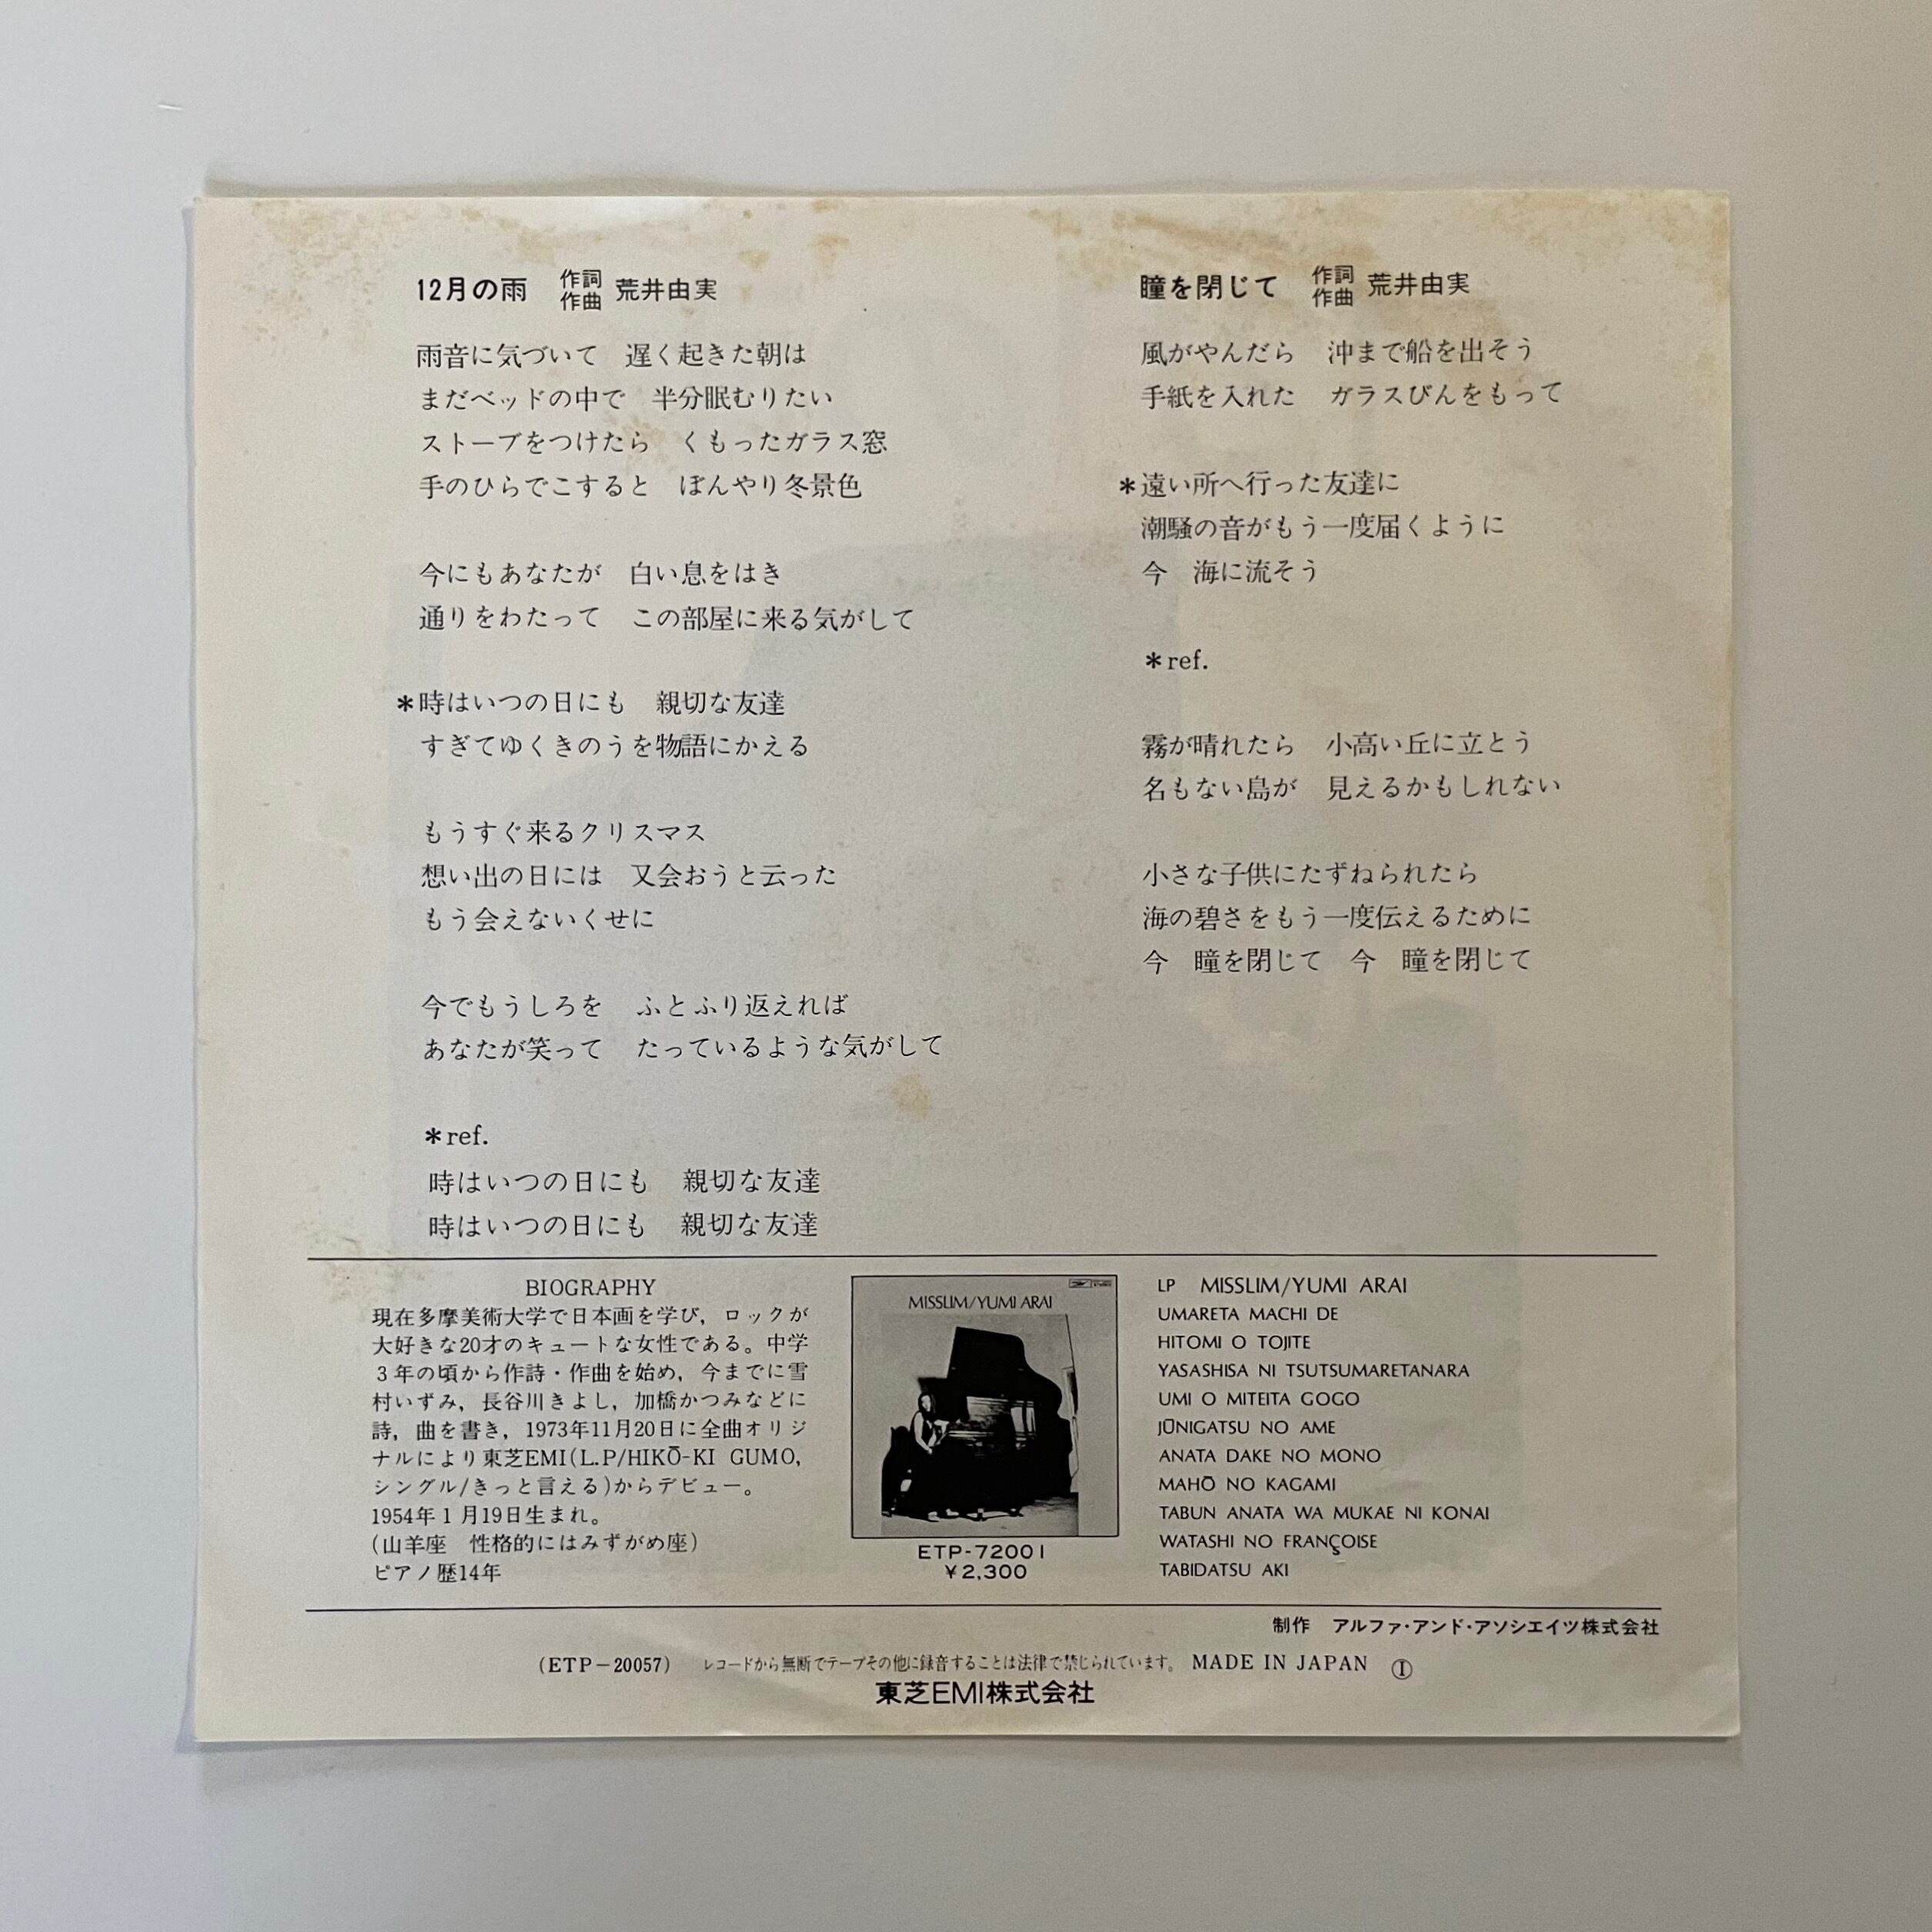 12月の雨　作詞作曲 荒井由実
雨音に気づいて　遅く起きた朝は
まだベッドの中で　半分眠むりたい
ストーブをつけたら　くもったガラス窓
手のひらでこすると　ぼんやり冬景色
今にもあなたが　白い息をはき
通りをわたって　この部屋に来る気がして
＊時はいつの日にも　親切な友達
すぎてゆくきのうを物語にかえる
もうすぐ来るクリスマス
想い出の日には　又会おうと云った
もう会えないくせに
今でもうしろを　ふとふり返えれば
あなたが笑って　たっているような気がして
＊ref.
時はいつの日にも　親切な友達
時はいつの日にも　親切な友達
瞳を閉じて　作詞作曲 荒井由実
風がやんだら　沖まで船を出そう
手紙を入れた　ガラスびんをもって
＊遠い所へ行った友達に
潮騒の音がもう一度届くように
今　海に流そう
＊ref.
霧が晴れたら　小高い丘に立とう
名もない島が　見えるかもしれない
小さな子供にたずねられたら
海の碧さをもう一度伝えるために
今　瞳を閉じて　今　瞳を閉じて
BIOGRAPHY
現在多摩美術大学で日本画を学び，ロックが
大好きな20才のキュートな女性である。中学
３年の頃から作詩・作曲を始め，今までに雪
村いずみ，長谷川きよし，加橋かつみなどに
詩，曲を書き，1973年11月20日に全曲オリジ
ナルにより東芝EMI(L.P/HIKŌ-KI GUMO,
シングル/きっと言える)からデビュー。
1954年１月19日生まれ。
(山羊座　性格的にはみずがめ座)
ピアノ歴14年
MISSLIM/YUMI ARAI
ETP-72001
¥2,300
LP MISSLIM/YUMI ARAI
UMARETA MACHI DE
HITOMI O TOJITE
YASASHISA NI TSUTSUMARETANARA
UMI O MITEITA GOGO
JŪNIGATSU NO AME
ANATA DAKE NO MONO
MAHŌ NO KAGAMI
TABUN ANATA WA MUKAE NI KONAI
WATASHI NO FRANÇOISE
TABIDATSU AKI
制作　アルファ・アンド・アソシエイツ株式会社
(ETP－20057)　レコードから無断でテープその他に録音することは法律で禁じられています。 MADE IN JAPAN Ⓘ
東芝EMI株式会社